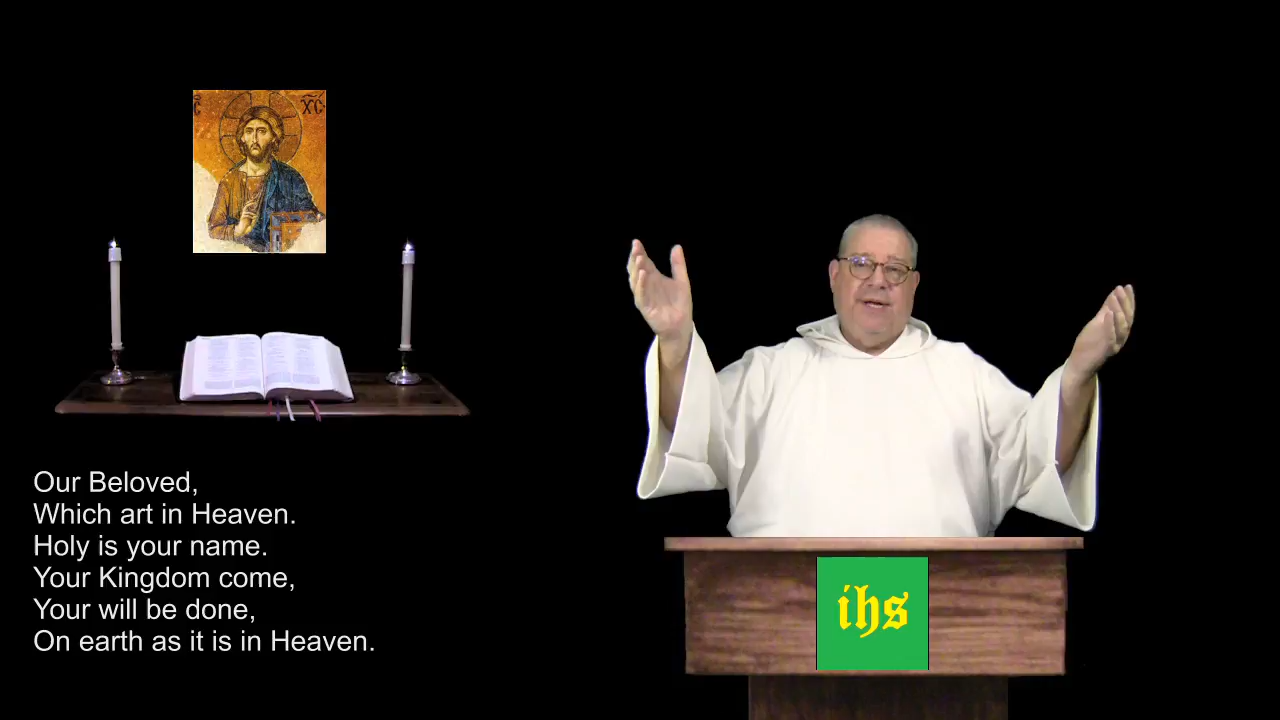 C XC
Our Beloved,
Which art in Heaven.
Holy is your name.
Your Kingdom come,
Your will be done,
On earth as it is in Heaven.
ihs